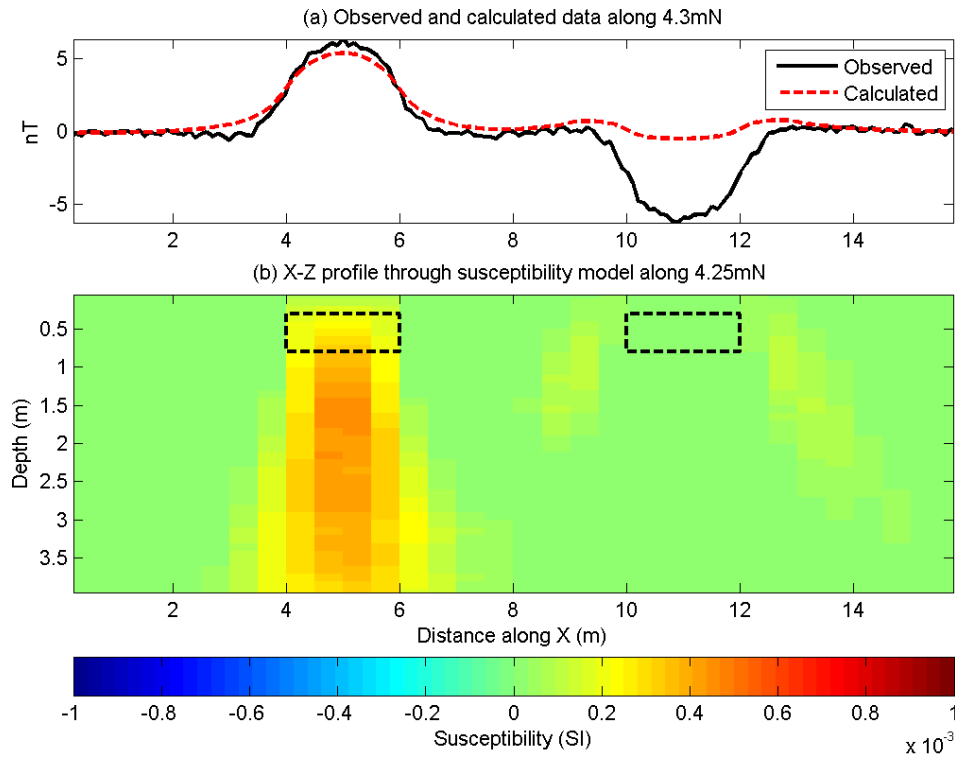 (a) Observed and calculated data along 4.3mN
5
0
-5
nT
Observed
Calculated
2 4 6 8 10 12 14
(b) X-Z profile through susceptibility model along 4.25mN
0.5
1
1.5
2
2.5
3
3.5
Depth (m)
2 4 6 8 10 12 14
Distance along X (m)
-1 -0.8 -0.6 -0.4 -0.2 0 0.2 0.4 0.6 0.8 1
Susceptibility (SI)
x 10⁻³